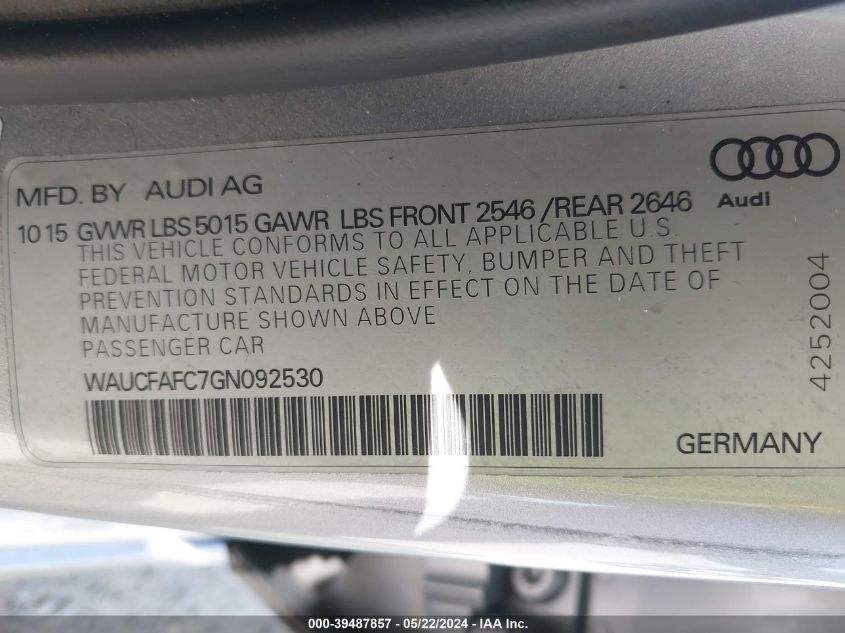 MFD. BY AUDI AG
Audi
10 15 GVWR LBS 5015 GAWR LBS FRONT 2546 /REAR 2646
THIS VEHICLE CONFORMS TO ALL APPLICABLE U.S.
FEDERAL MOTOR VEHICLE SAFETY, BUMPER AND THEFT
PREVENTION STANDARDS IN EFFECT ON THE DATE OF
MANUFACTURE SHOWN ABOVE
PASSENGER CAR
WAUCFAFC7GN092530
GERMANY
4252004
000-39487857 - 05/22/2024 - IAA Inc.